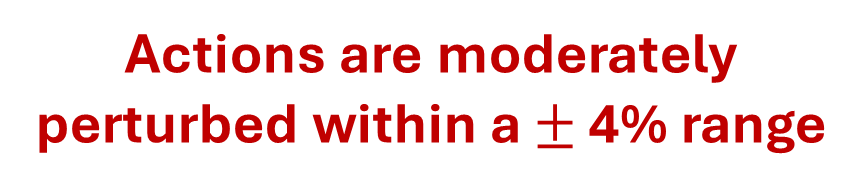 Actions are moderately
perturbed within a ± 4% range